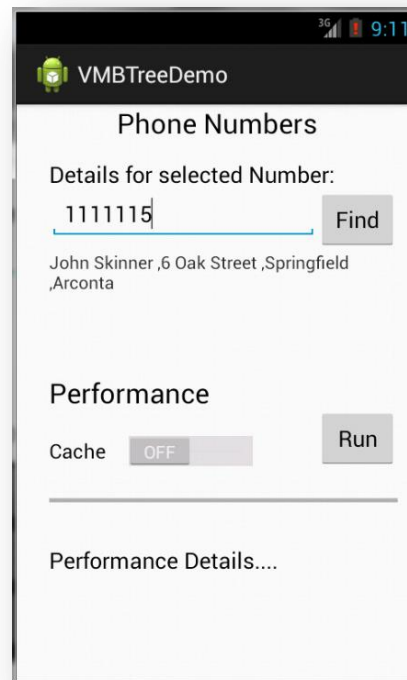 3G 9:11
VMBTreeDemo
Phone Numbers
Details for selected Number:
1111115
Find
John Skinner ,6 Oak Street ,Springfield
,Arconta
Performance
Cache
OFF
Run
Performance Details....